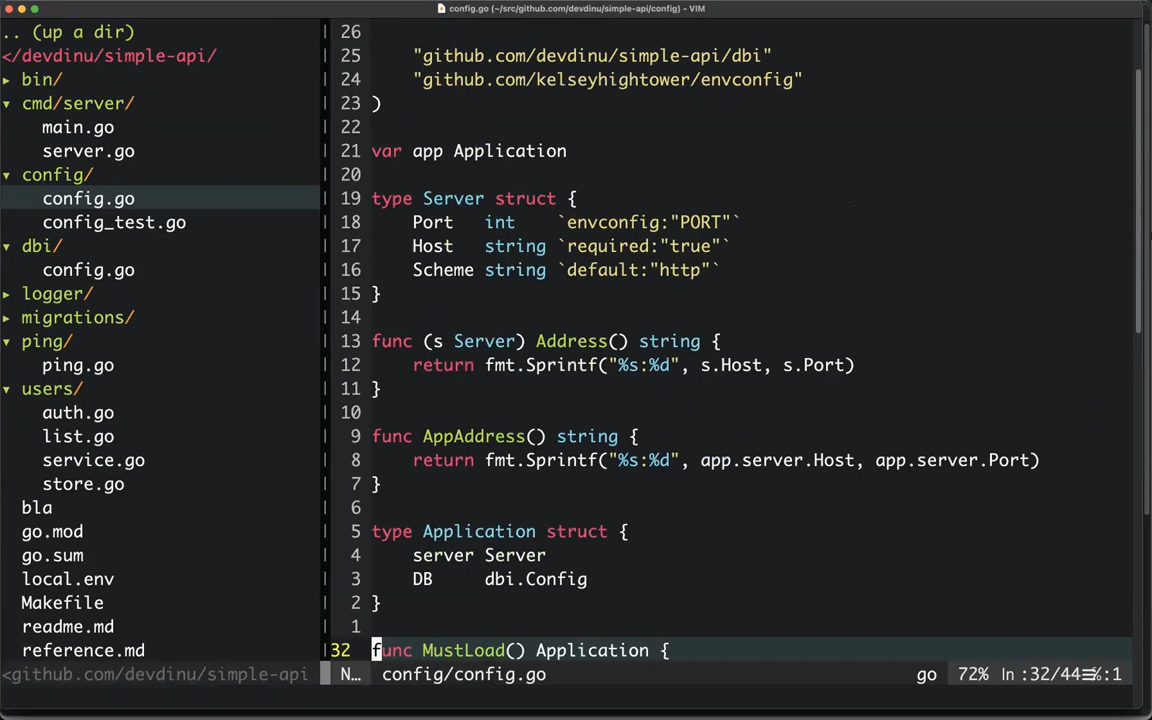 config.go (~/src/github.com/devdinu/simple-api/config) - VIM
.. (up a dir)
</devdinu/simple-api/
▸ bin/
▾ cmd/server/
main.go
server.go
▾ config/
config.go
config_test.go
▾ dbi/
config.go
▸ logger/
▸ migrations/
▾ ping/
ping.go
▾ users/
auth.go
list.go
service.go
store.go
bla
go.mod
go.sum
local.env
Makefile
readme.md
reference.md
<github.com/devdinu/simple-api
26
25 "github.com/devdinu/simple-api/dbi"
24 "github.com/kelseyhightower/envconfig"
23 )
22
21 var app Application
20
19 type Server struct {
18 Port int `envconfig:"PORT"`
17 Host string `required:"true"`
16 Scheme string `default:"http"`
15 }
14
13 func (s Server) Address() string {
12 return fmt.Sprintf("%s:%d", s.Host, s.Port)
11 }
10
9 func AppAddress() string {
8 return fmt.Sprintf("%s:%d", app.server.Host, app.server.Port)
7 }
6
5 type Application struct {
4 server Server
3 DB dbi.Config
2 }
1
32 func MustLoad() Application {
N… config/config.go go 72% ㏑ :32/44☰℅:1